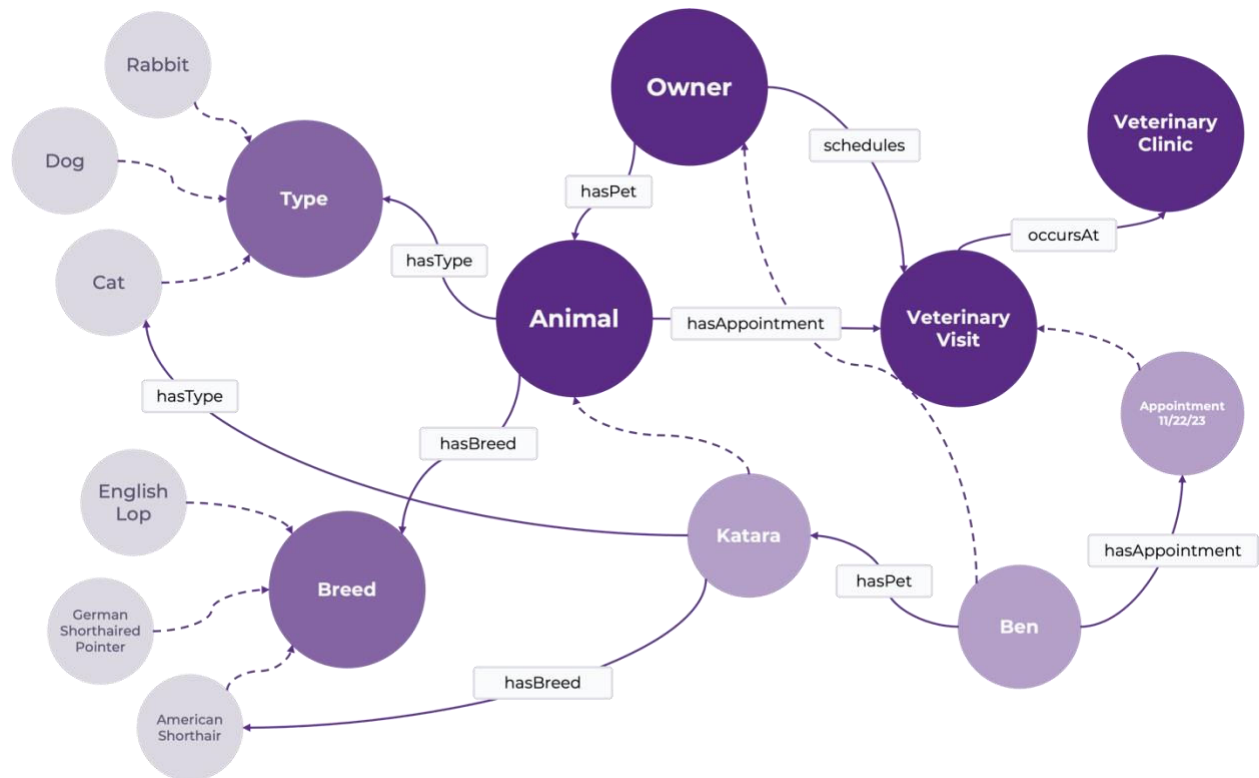 Rabbit
Owner
Veterinary
Clinic
schedules
Dog
hasPet
Type
occursAt
hasType
Cat
Animal
hasAppointment
Veterinary
Visit
hasType
Appointment
11/22/23
hasBreed
English
Lop
Katara
hasAppointment
hasPet
Breed
German
Shorthaired
Pointer
Ben
hasBreed
American
Shorthair